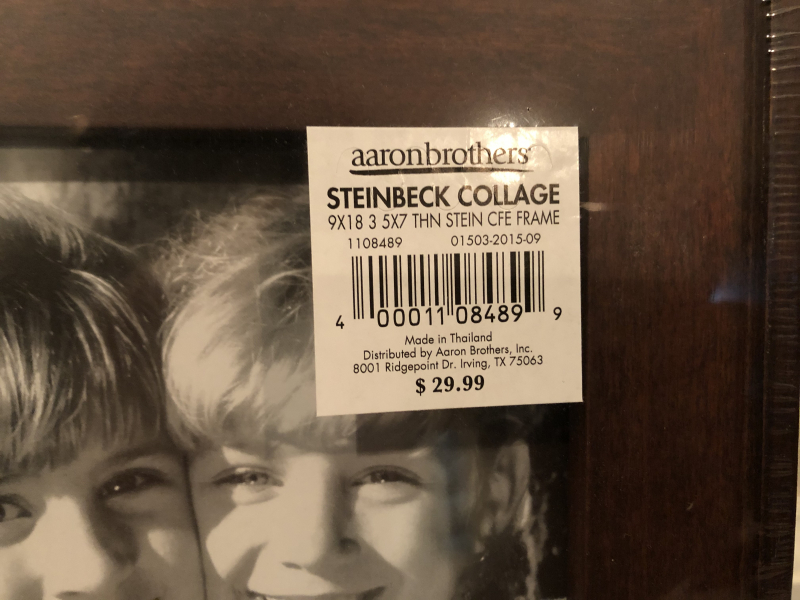 aaronbrothers
STEINBECK COLLAGE
9X18 3 5X7 THN STEIN CFE FRAME
1108489 01503-2015-09
4 00011 08489 9
Made in Thailand
Distributed by Aaron Brothers, Inc.
8001 Ridgepoint Dr. Irving, TX 75063
$ 29.99